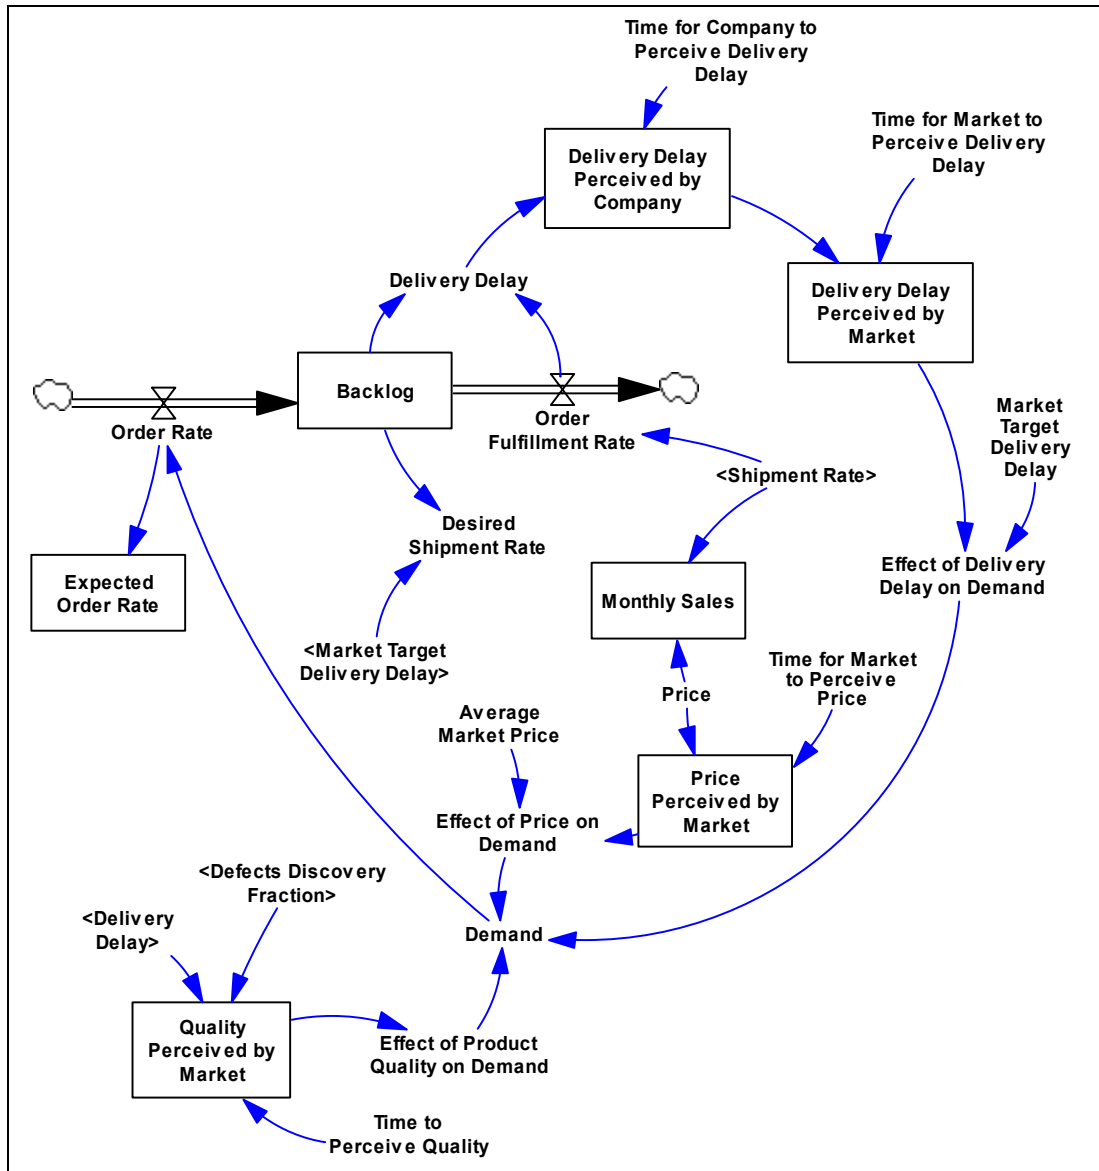 Time for Company to
Perceive Delivery
Delay
Time for Market to
Perceive Delivery
Delay
Delivery Delay
Perceived by
Company
Delivery Delay
Delivery Delay
Perceived by
Market
Backlog
Order Rate
Order
Fulfillment Rate
Market
Target
Delivery
Delay
<Shipment Rate>
Desired
Shipment Rate
Effect of Delivery
Delay on Demand
Expected
Order Rate
Monthly Sales
<Market Target
Delivery Delay>
Time for Market
to Perceive
Price
Price
Average
Market Price
Price
Perceived by
Market
Effect of Price on
Demand
<Defects Discovery
Fraction>
<Delivery
Delay>
Demand
Quality
Perceived by
Market
Effect of Product
Quality on Demand
Time to
Perceive Quality